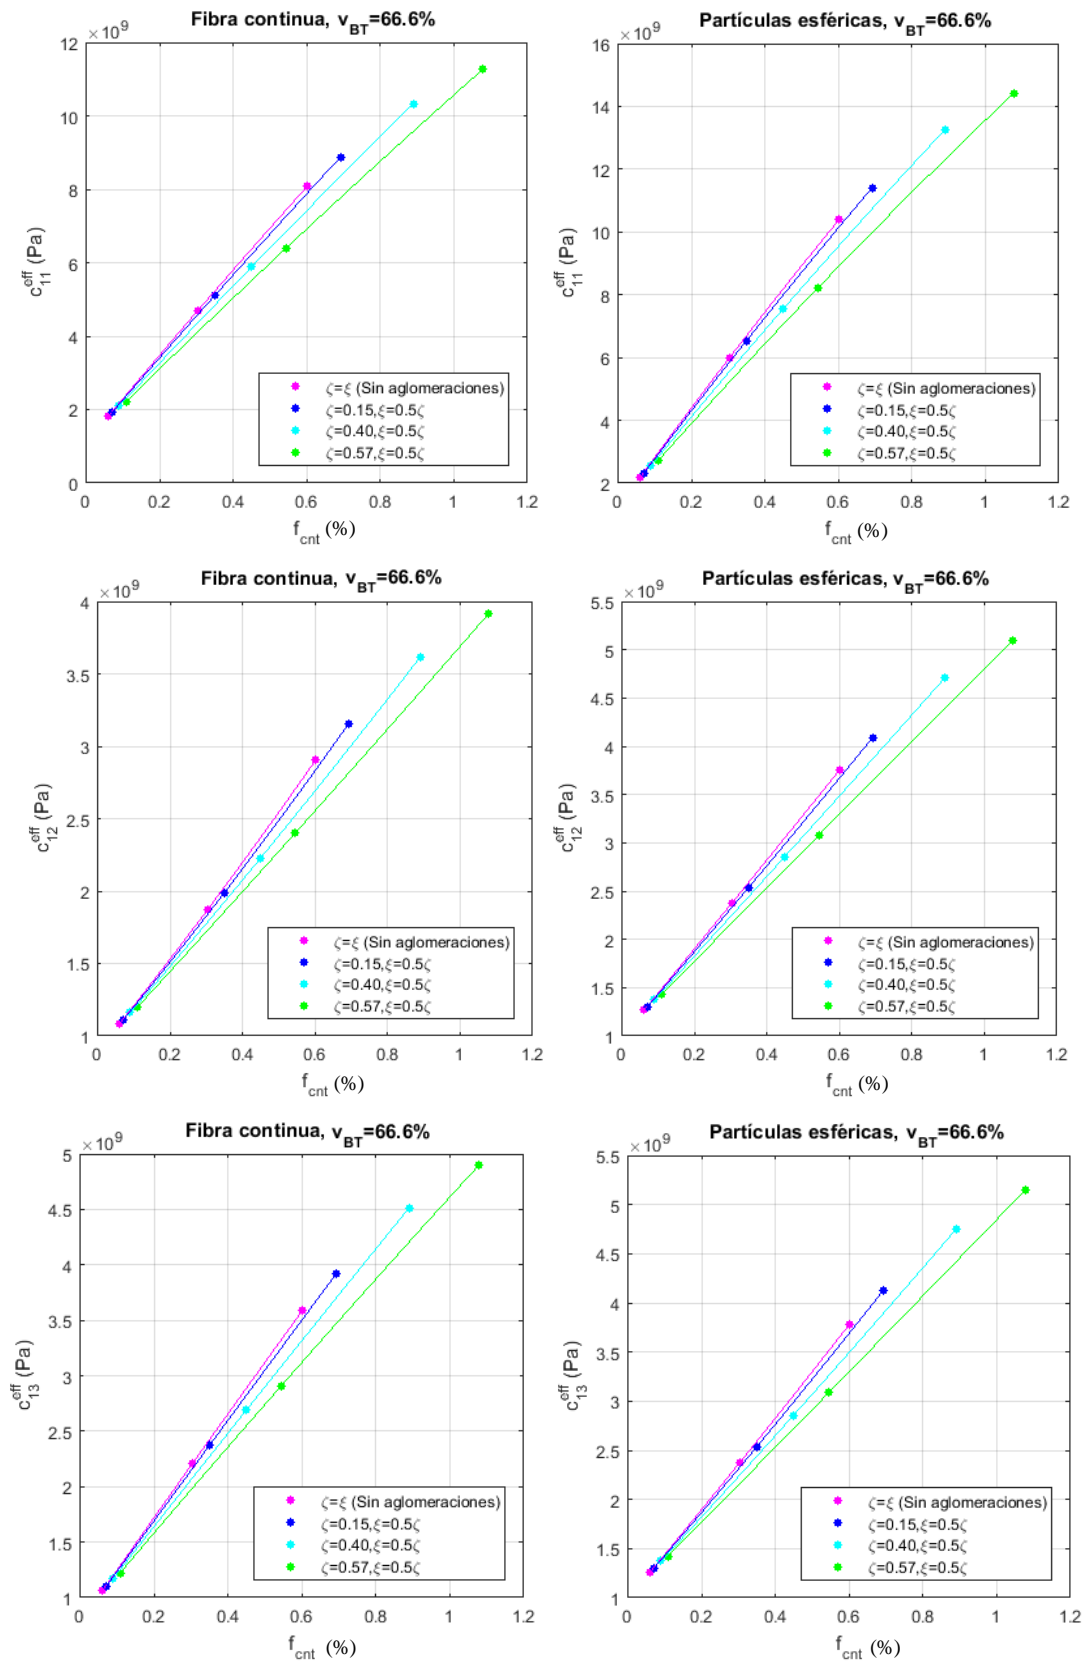 Fibra continua, v_BT=66.6%
×10^9
12
10
8
6
4
2
0
c_11^eff (Pa)
0 0.2 0.4 0.6 0.8 1 1.2
f_cnt (%)
ζ=ξ (Sin aglomeraciones)
ζ=0.15,ξ=0.5ζ
ζ=0.40,ξ=0.5ζ
ζ=0.57,ξ=0.5ζ
Partículas esféricas, v_BT=66.6%
×10^9
16
14
12
10
8
6
4
2
c_11^eff (Pa)
0 0.2 0.4 0.6 0.8 1 1.2
f_cnt (%)
ζ=ξ (Sin aglomeraciones)
ζ=0.15,ξ=0.5ζ
ζ=0.40,ξ=0.5ζ
ζ=0.57,ξ=0.5ζ
Fibra continua, v_BT=66.6%
×10^9
4
3.5
3
2.5
2
1.5
1
c_12^eff (Pa)
0 0.2 0.4 0.6 0.8 1 1.2
f_cnt (%)
ζ=ξ (Sin aglomeraciones)
ζ=0.15,ξ=0.5ζ
ζ=0.40,ξ=0.5ζ
ζ=0.57,ξ=0.5ζ
Partículas esféricas, v_BT=66.6%
×10^9
5.5
5
4.5
4
3.5
3
2.5
2
1.5
1
c_12^eff (Pa)
0 0.2 0.4 0.6 0.8 1 1.2
f_cnt (%)
ζ=ξ (Sin aglomeraciones)
ζ=0.15,ξ=0.5ζ
ζ=0.40,ξ=0.5ζ
ζ=0.57,ξ=0.5ζ
Fibra continua, v_BT=66.6%
×10^9
5
4.5
4
3.5
3
2.5
2
1.5
1
c_13^eff (Pa)
0 0.2 0.4 0.6 0.8 1 1.2
f_cnt (%)
ζ=ξ (Sin aglomeraciones)
ζ=0.15,ξ=0.5ζ
ζ=0.40,ξ=0.5ζ
ζ=0.57,ξ=0.5ζ
Partículas esféricas, v_BT=66.6%
×10^9
5.5
5
4.5
4
3.5
3
2.5
2
1.5
1
c_13^eff (Pa)
0 0.2 0.4 0.6 0.8 1 1.2
f_cnt (%)
ζ=ξ (Sin aglomeraciones)
ζ=0.15,ξ=0.5ζ
ζ=0.40,ξ=0.5ζ
ζ=0.57,ξ=0.5ζ